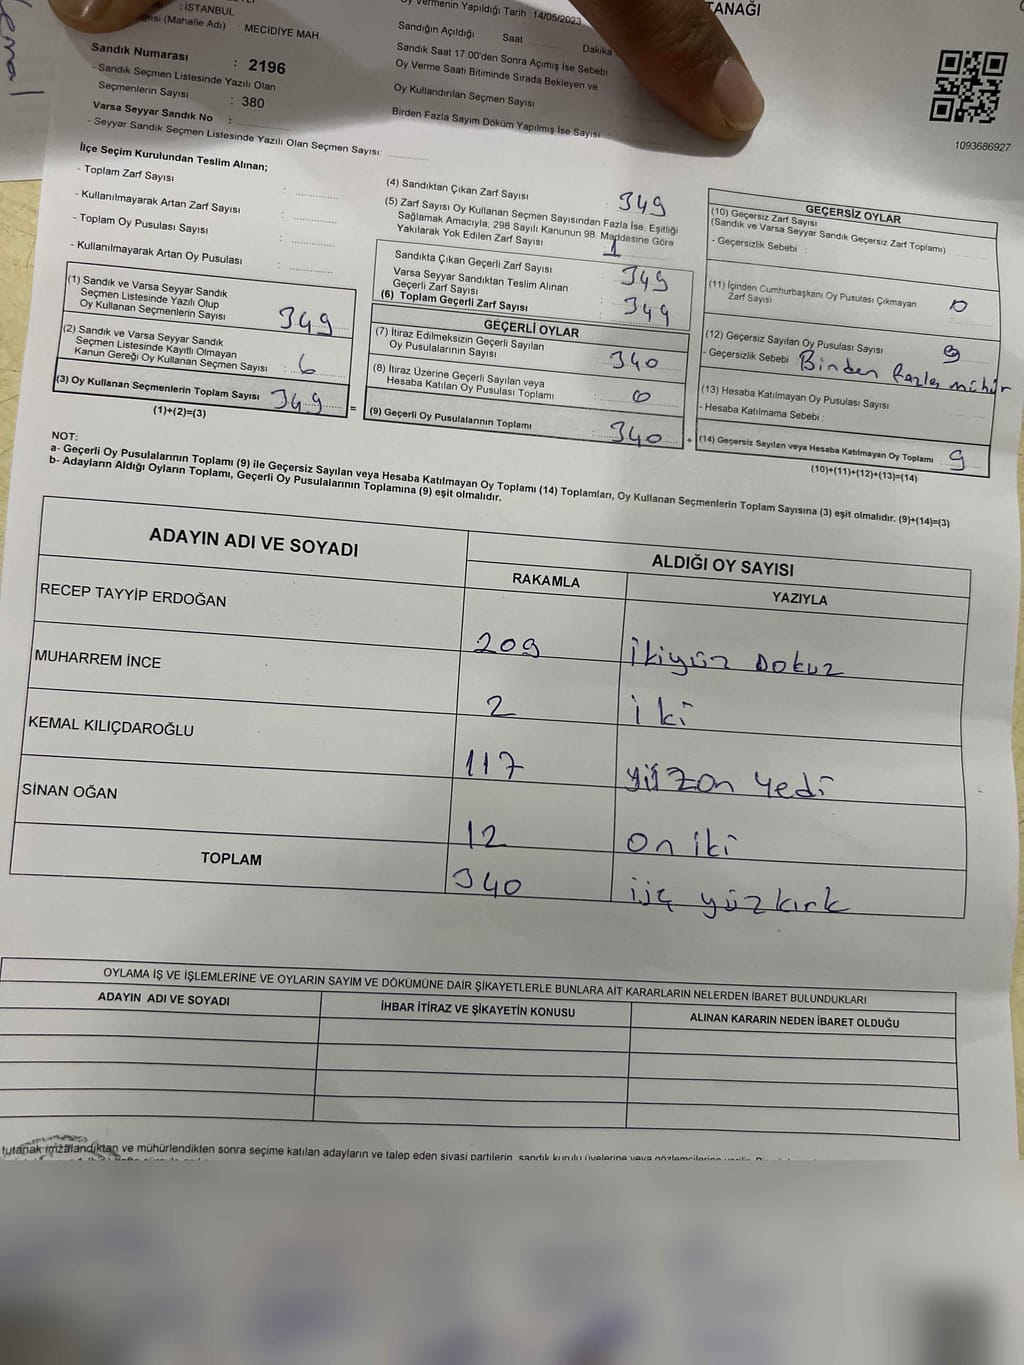 : İSTANBUL
gesi (Mahalle Adı) MECİDİYE MAH
Sandık Numarası : 2196
- Sandık Seçmen Listesinde Yazılı Olan
Seçmenlerin Sayısı : 380
Varsa Seyyar Sandık No :
- Seyyar Sandık Seçmen Listesinde Yazılı Olan Seçmen Sayısı:
Oy Vermenin Yapıldığı Tarih : 14/05/2023
Sandığın Açıldığı Saat Dakika
Sandık Saat 17:00'den Sonra Açımış İse Sebebi
Oy Verme Saati Bitiminde Sırada Bekleyen ve
Oy Kullandırılan Seçmen Sayısı
Birden Fazla Sayım Döküm Yapılmış İse Sayısı :
TANAĞI
1093686927
İlçe Seçim Kurulundan Teslim Alınan;
- Toplam Zarf Sayısı :
- Kullanılmayarak Artan Zarf Sayısı :
- Toplam Oy Pusulası Sayısı :
- Kullanılmayarak Artan Oy Pusulası :
(1) Sandık ve Varsa Seyyar Sandık
Seçmen Listesinde Yazılı Olup
Oy Kullanan Seçmenlerin Sayısı 349
(2) Sandık ve Varsa Seyyar Sandık
Seçmen Listesinde Kayıtlı Olmayan
Kanun Gereği Oy Kullanan Seçmen Sayısı : 6
(3) Oy Kullanan Seçmenlerin Toplam Sayısı 349 =
(1)+(2)=(3)
(4) Sandıktan Çıkan Zarf Sayısı 349
(5) Zarf Sayısı Oy Kullanan Seçmen Sayısından Fazla İse, Eşitliği
Sağlamak Amacıyla, 298 Sayılı Kanunun 98. Maddesine Göre
Yakılarak Yok Edilen Zarf Sayısı 1
Sandıkta Çıkan Geçerli Zarf Sayısı 349
Varsa Seyyar Sandıktan Teslim Alınan
Geçerli Zarf Sayısı
(6) Toplam Geçerli Zarf Sayısı : 349
GEÇERLİ OYLAR
(7) İtiraz Edilmeksizin Geçerli Sayılan
Oy Pusulalarının Sayısı : 340
(8) İtiraz Üzerine Geçerli Sayılan veya
Hesaba Katılan Oy Pusulası Toplamı : 0
(9) Geçerli Oy Pusulalarının Toplamı : 340 +
GEÇERSİZ OYLAR
(10) Geçersiz Zarf Sayısı
(Sandık ve Varsa Seyyar Sandık Geçersiz Zarf Toplamı)
- Geçersizlik Sebebi :
(11) İçinden Cumhurbaşkanı Oy Pusulası Çıkmayan
Zarf Sayısı : 0
(12) Geçersiz Sayılan Oy Pusulası Sayısı : 9
- Geçersizlik Sebebi : Binden fazla mühür
(13) Hesaba Katılmayan Oy Pusulası Sayısı
- Hesaba Katılmama Sebebi :
(14) Geçersiz Sayılan veya Hesaba Katılmayan Oy Toplamı : 9
(10)+(11)+(12)+(13)=(14)
NOT:
a- Geçerli Oy Pusulalarının Toplamı (9) ile Geçersiz Sayılan veya Hesaba Katılmayan Oy Toplamı (14) Toplamları, Oy Kullanan Seçmenlerin Toplam Sayısına (3) eşit olmalıdır. (9)+(14)=(3)
b- Adayların Aldığı Oyların Toplamı, Geçerli Oy Pusulalarının Toplamına (9) eşit olmalıdır.
ADAYIN ADI VE SOYADI ALDIĞI OY SAYISI
RAKAMLA YAZIYLA
RECEP TAYYİP ERDOĞAN 209 İkiyüz Dokuz
MUHARREM İNCE 2 iki
KEMAL KILIÇDAROĞLU 117 yüzon yedi
SİNAN OĞAN 12 on iki
TOPLAM 340 üç yüzkırk
OYLAMA İŞ VE İŞLEMLERİNE VE OYLARIN SAYIM VE DÖKÜMÜNE DAİR ŞİKAYETLERLE BUNLARA AİT KARARLARIN NELERDEN İBARET BULUNDUKLARI
ADAYIN ADI VE SOYADI İHBAR İTİRAZ VE ŞİKAYETİN KONUSU ALINAN KARARIN NEDEN İBARET OLDUĞU
tutanak imzalandıktan ve mühürlendikten sonra seçime katılan adayların ve talep eden siyasi partilerin, sandık kurulu üyelerine veya gözlemcilerine verilir.